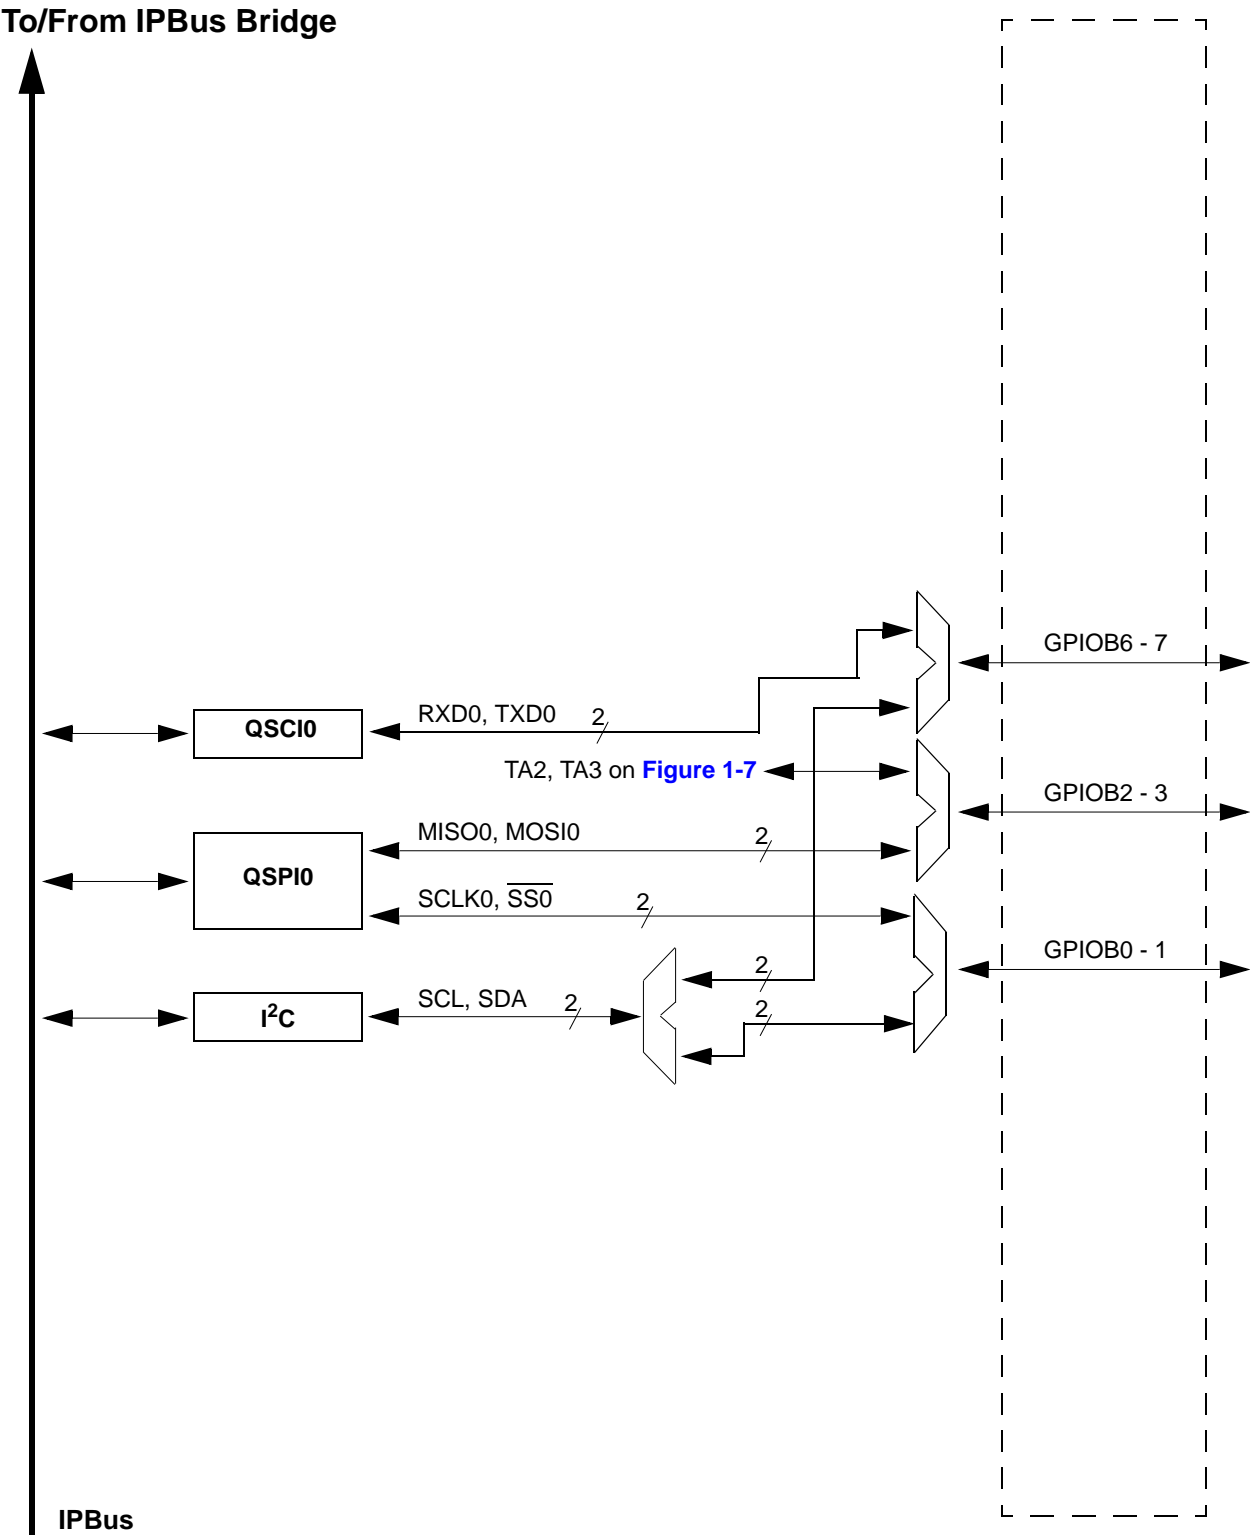 To/From IPBus Bridge
GPIOB6 - 7
QSCI0
RXD0, TXD0
2
TA2, TA3 on Figure 1-7
GPIOB2 - 3
QSPI0
MISO0, MOSI0
2
SCLK0, S̅S̅0̅
2
GPIOB0 - 1
2
I²C
SCL, SDA
2
2
IPBus